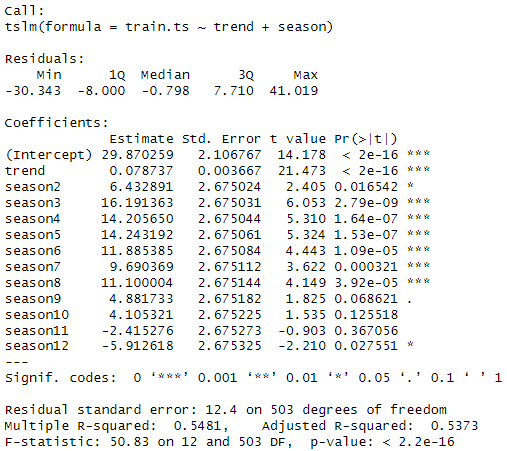 Call:
tslm(formula = train.ts ~ trend + season)

Residuals:
    Min      1Q  Median      3Q     Max
-30.343  -8.000  -0.798   7.710  41.019

Coefficients:
             Estimate Std. Error t value Pr(>|t|)
(Intercept) 29.870259   2.106767  14.178  < 2e-16 ***
trend        0.078737   0.003667  21.473  < 2e-16 ***
season2      6.432891   2.675024   2.405 0.016542 *
season3     16.191363   2.675031   6.053 2.79e-09 ***
season4     14.205650   2.675044   5.310 1.64e-07 ***
season5     14.243192   2.675061   5.324 1.53e-07 ***
season6     11.885385   2.675084   4.443 1.09e-05 ***
season7      9.690369   2.675112   3.622 0.000321 ***
season8     11.100004   2.675144   4.149 3.92e-05 ***
season9      4.881733   2.675182   1.825 0.068621 .
season10     4.105321   2.675225   1.535 0.125518
season11    -2.415276   2.675273  -0.903 0.367056
season12    -5.912618   2.675325  -2.210 0.027551 *
---
Signif. codes:  0 ‘***’ 0.001 ‘**’ 0.01 ‘*’ 0.05 ‘.’ 0.1 ‘ ’ 1

Residual standard error: 12.4 on 503 degrees of freedom
Multiple R-squared:  0.5481,    Adjusted R-squared:  0.5373
F-statistic: 50.83 on 12 and 503 DF,  p-value: < 2.2e-16